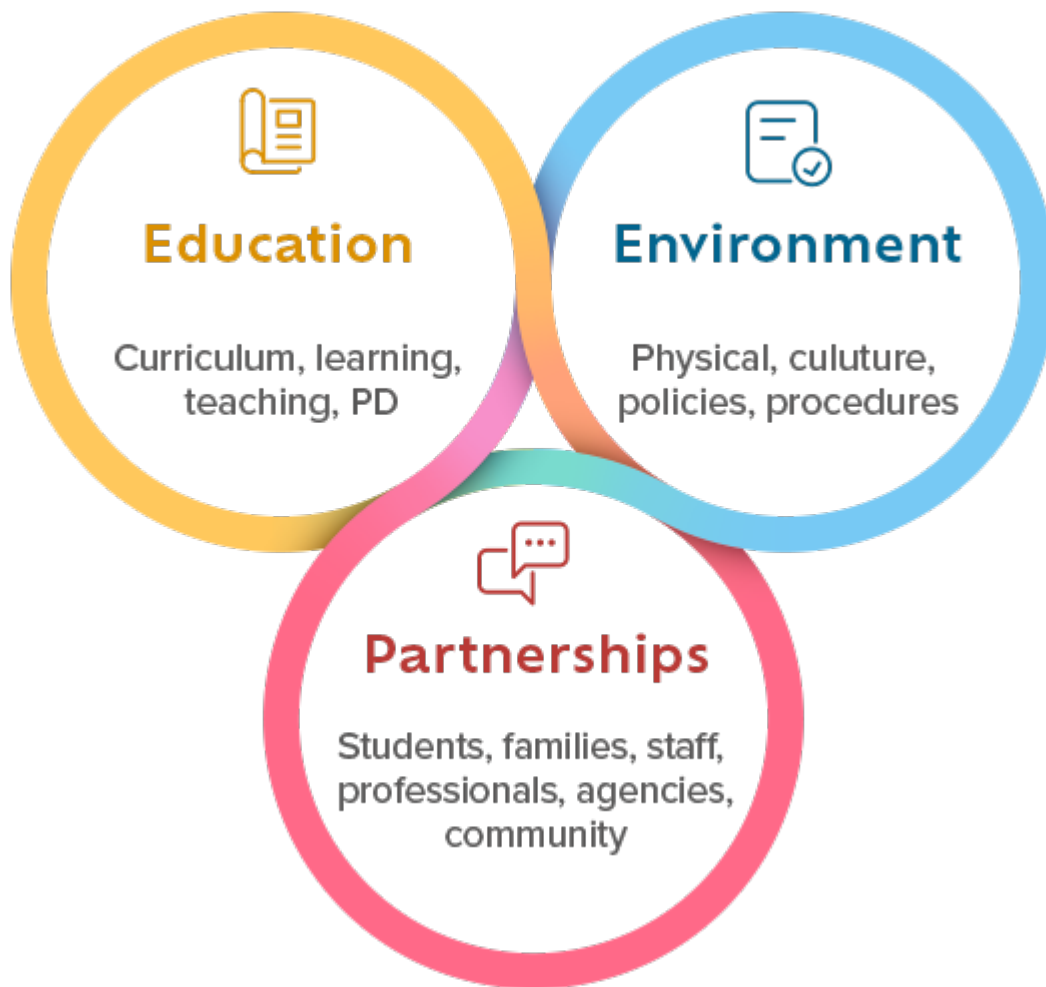 Education
Curriculum, learning,
teaching, PD
Environment
Physical, culuture,
policies, procedures
Partnerships
Students, families, staff,
professionals, agencies,
community